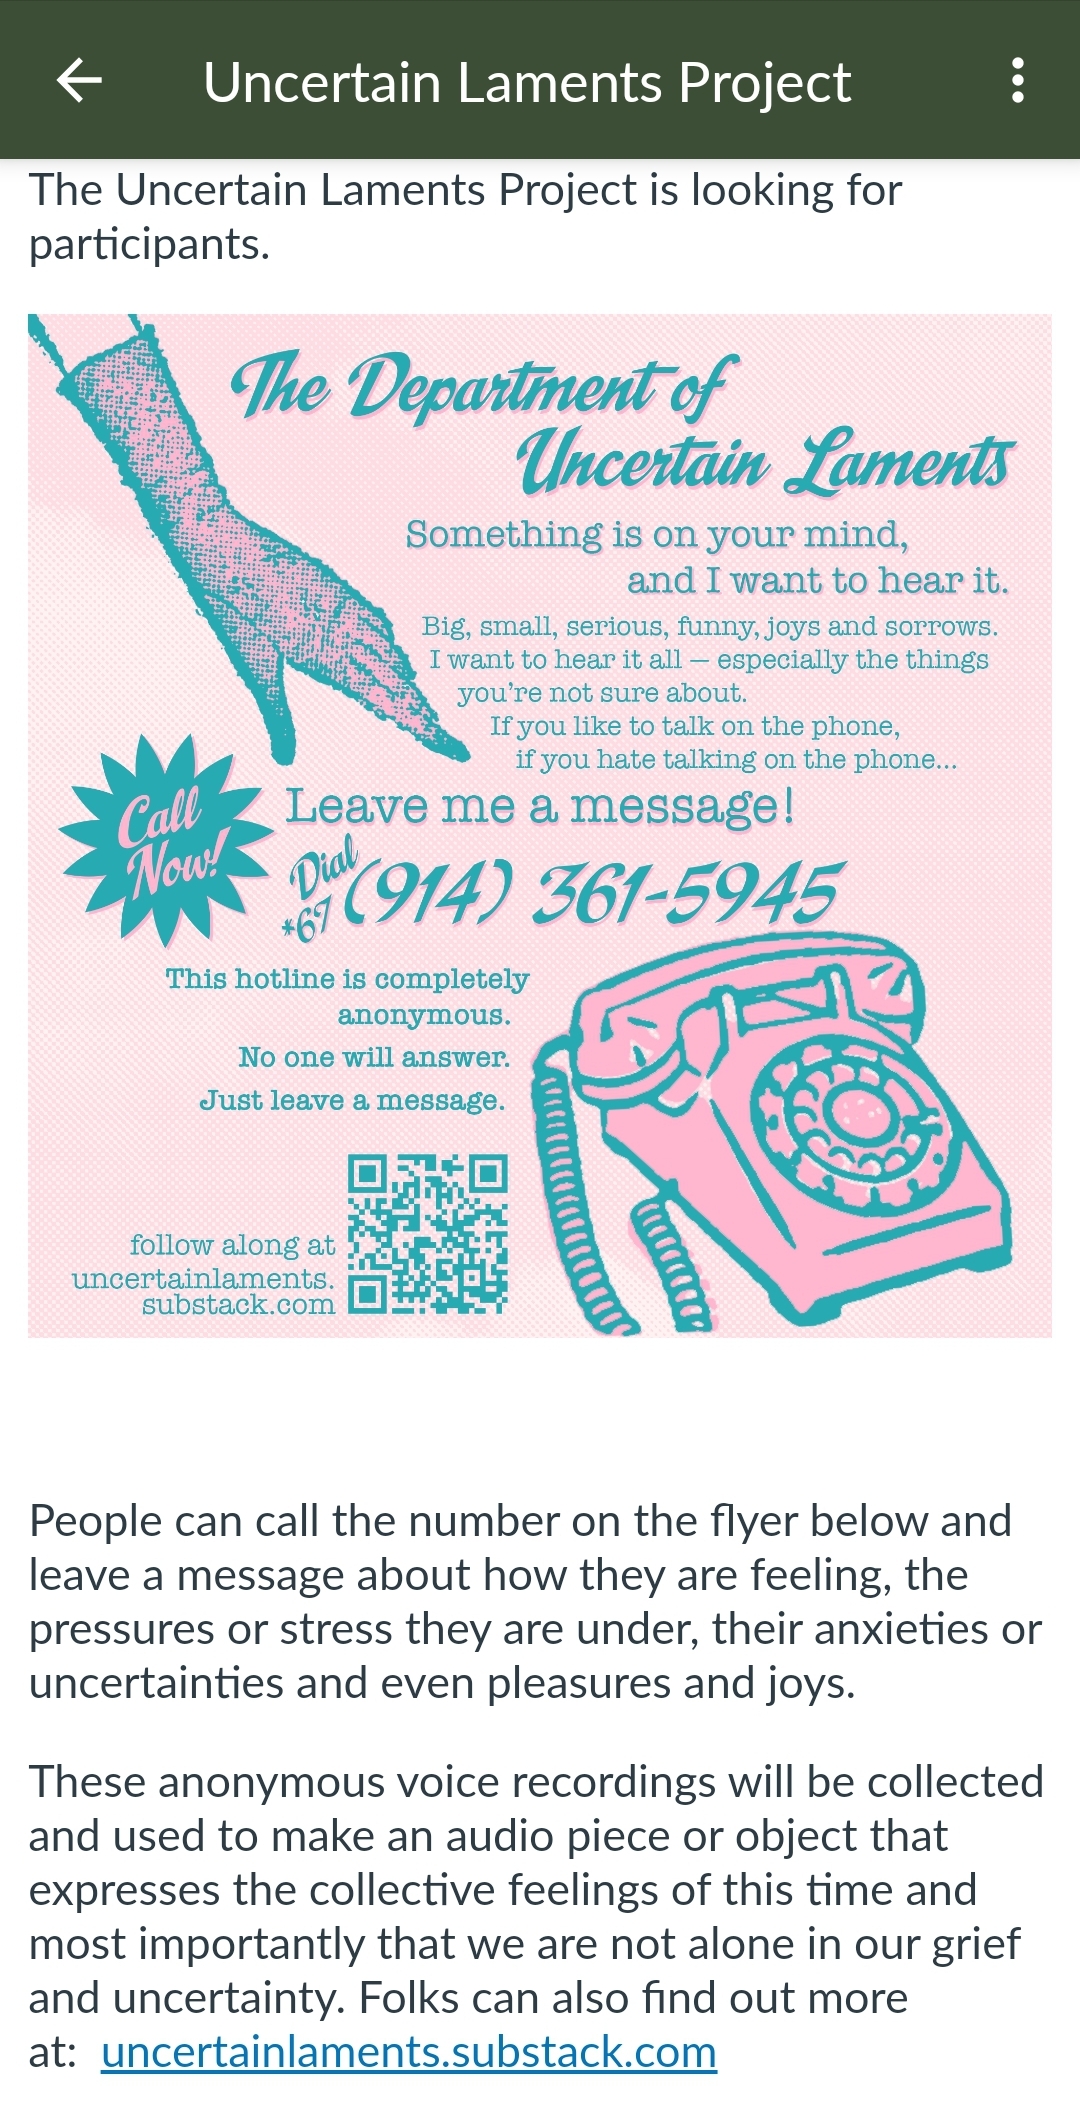 Uncertain Laments Project
The Uncertain Laments Project is looking for
participants.
The Department of
Uncertain Laments
Something is on your mind,
and I want to hear it.
Big, small, serious, funny, joys and sorrows.
I want to hear it all — especially the things
you're not sure about.
If you like to talk on the phone,
if you hate talking on the phone...
Call
Now!
Leave me a message!
Dial
*67
(914) 361-5945
This hotline is completely
anonymous.
No one will answer.
Just leave a message.
follow along at
uncertainlaments.
substack.com
People can call the number on the flyer below and
leave a message about how they are feeling, the
pressures or stress they are under, their anxieties or
uncertainties and even pleasures and joys.
These anonymous voice recordings will be collected
and used to make an audio piece or object that
expresses the collective feelings of this time and
most importantly that we are not alone in our grief
and uncertainty. Folks can also find out more
at: uncertainlaments.substack.com